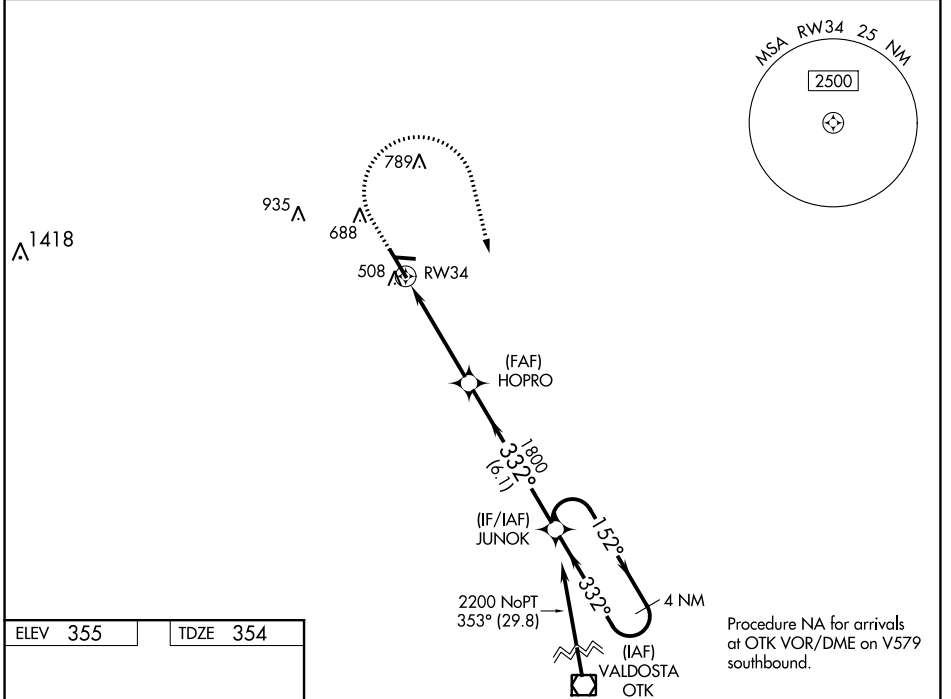 MSA RW34 25 NM
2500
789
935
688
1418
508
RW34
(FAF)
HOPRO
1800
332°
(6.1)
(IF/IAF)
JUNOK
152°
332°
4 NM
2200 NoPT
353° (29.8)
(IAF)
VALDOSTA
OTK
Procedure NA for arrivals
at OTK VOR/DME on V579
southbound.
ELEV 355
TDZE 354